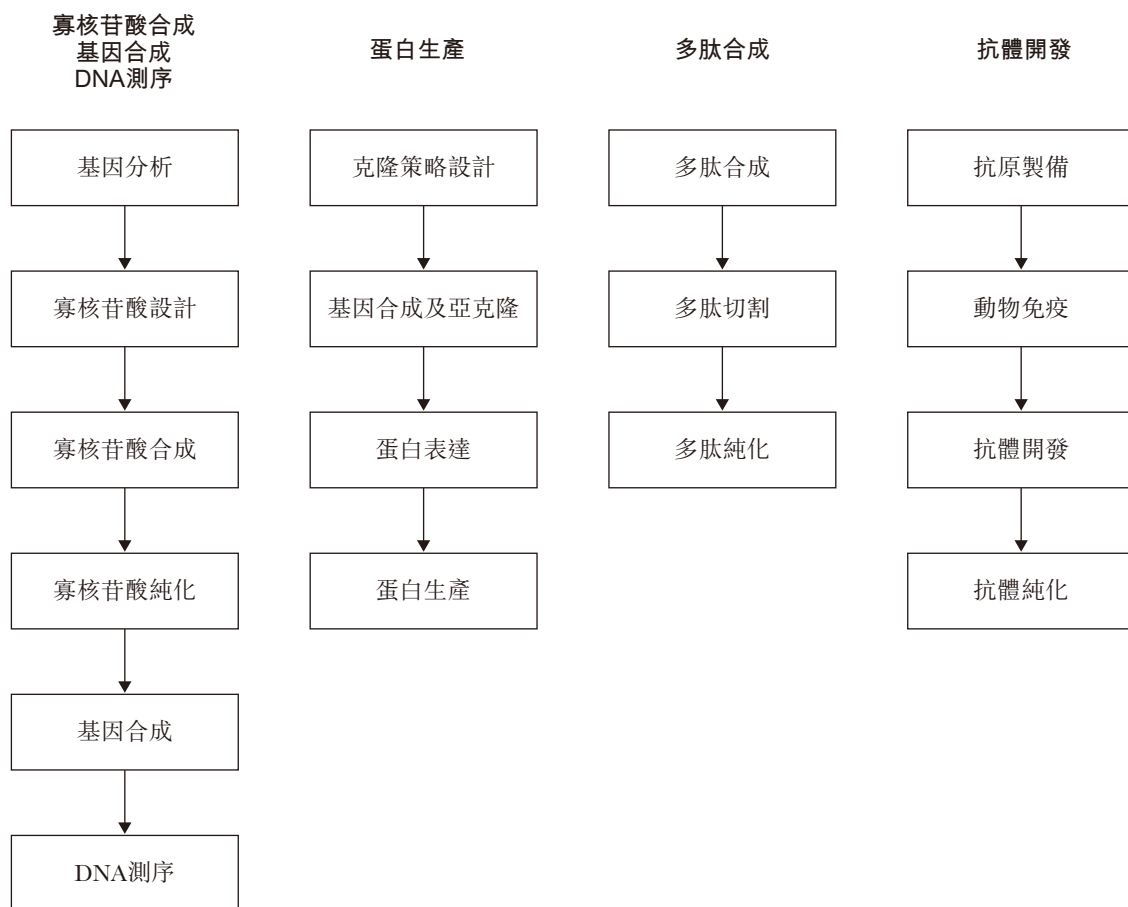 寡核苷酸合成
基因合成
DNA測序
基因分析
寡核苷酸設計
寡核苷酸合成
寡核苷酸純化
基因合成
DNA測序
蛋白生產
克隆策略設計
基因合成及亞克隆
蛋白表達
蛋白生產
多肽合成
多肽合成
多肽切割
多肽純化
抗體開發
抗原製備
動物免疫
抗體開發
抗體純化